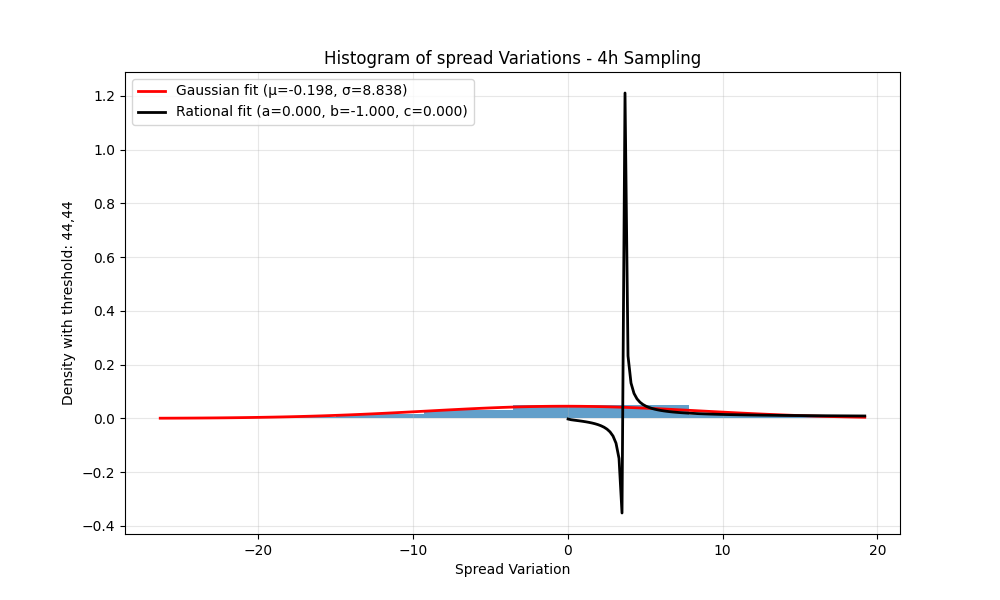 Histogram of spread Variations - 4h Sampling
Gaussian fit (μ=-0.198, σ=8.838)
Rational fit (a=0.000, b=-1.000, c=0.000)
Density with threshold: 44,44
1.2
1.0
0.8
0.6
0.4
0.2
0.0
−0.2
−0.4
−20
−10
0
10
20
Spread Variation